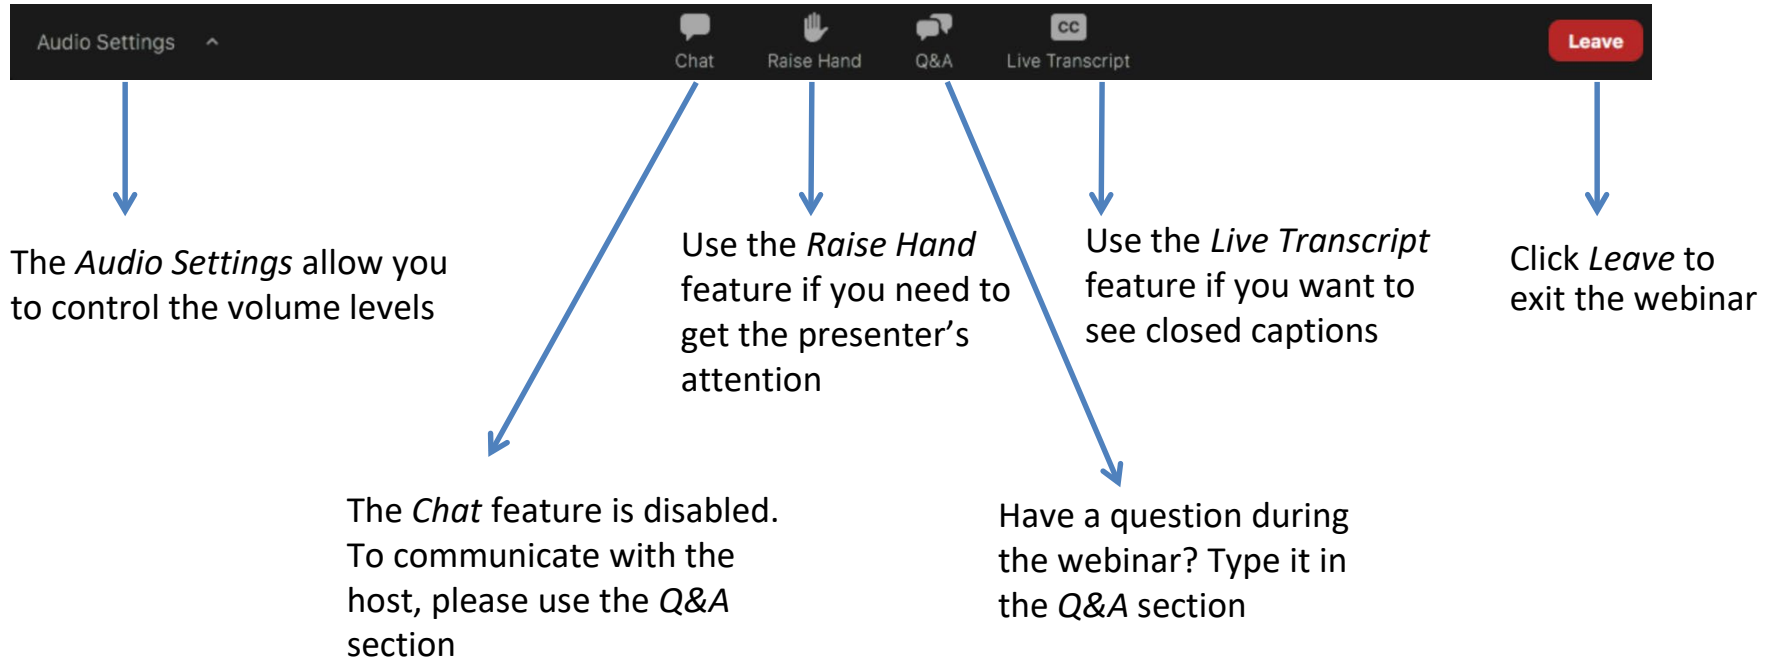 Audio Settings
Chat
Raise Hand
Q&A
CC
Live Transcript
Leave
The Audio Settings allow you
to control the volume levels
Use the Raise Hand
feature if you need to
get the presenter’s
attention
Use the Live Transcript
feature if you want to
see closed captions
Click Leave to
exit the webinar
The Chat feature is disabled.
To communicate with the
host, please use the Q&A
section
Have a question during
the webinar? Type it in
the Q&A section